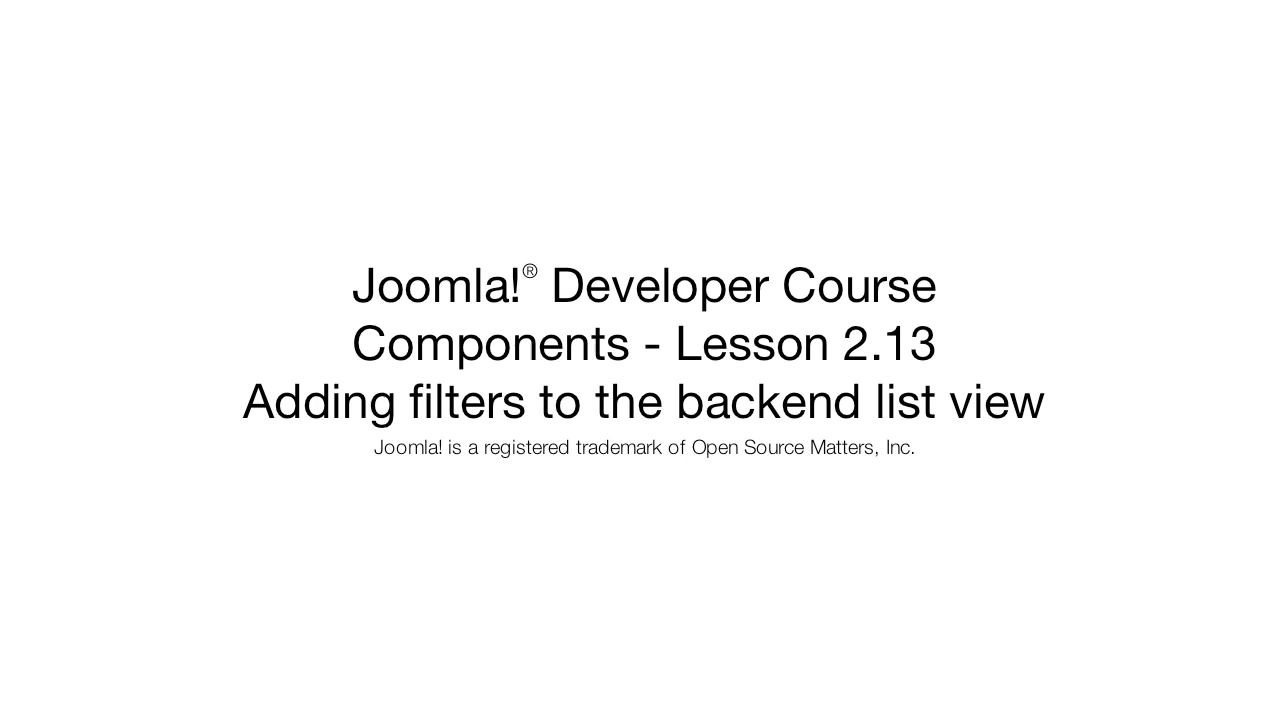 Joomla!® Developer Course
Components - Lesson 2.13
Adding filters to the backend list view
Joomla! is a registered trademark of Open Source Matters, Inc.